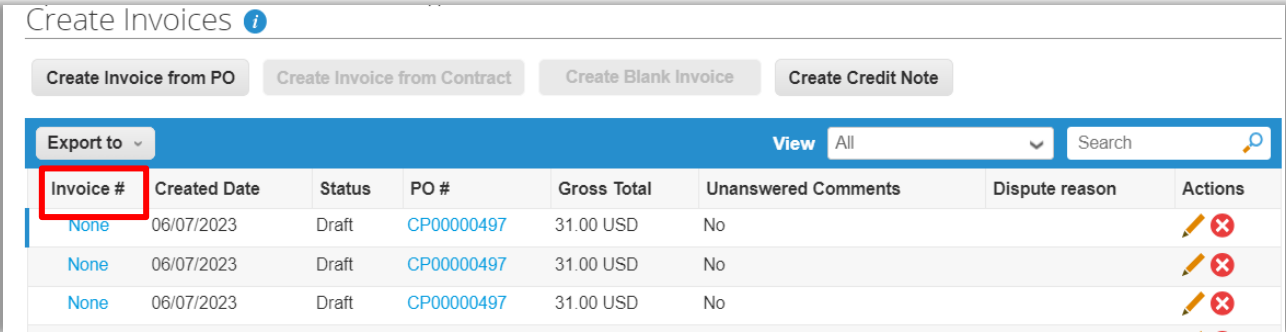 Create Invoices i
Create Invoice from PO Create Invoice from Contract Create Blank Invoice Create Credit Note
Export to View All Search
Invoice # Created Date Status PO # Gross Total Unanswered Comments Dispute reason Actions
None 06/07/2023 Draft CP00000497 31.00 USD No
None 06/07/2023 Draft CP00000497 31.00 USD No
None 06/07/2023 Draft CP00000497 31.00 USD No